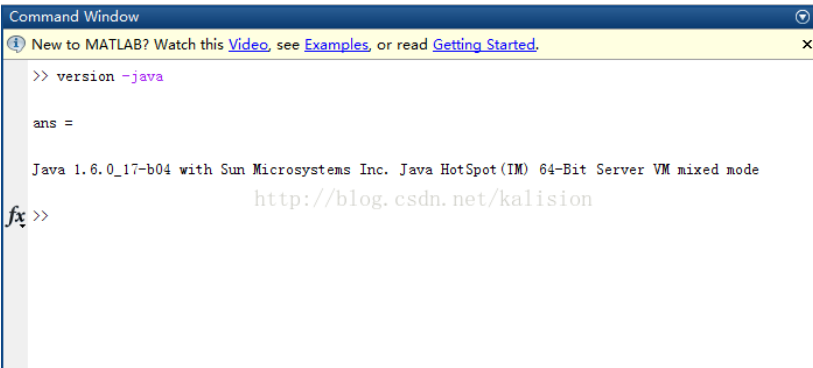 Command Window
New to MATLAB? Watch this Video, see Examples, or read Getting Started.
>> version -java
ans =
Java 1.6.0_17-b04 with Sun Microsystems Inc. Java HotSpot(TM) 64-Bit Server VM mixed mode
http://blog.csdn.net/kalision
fx >>